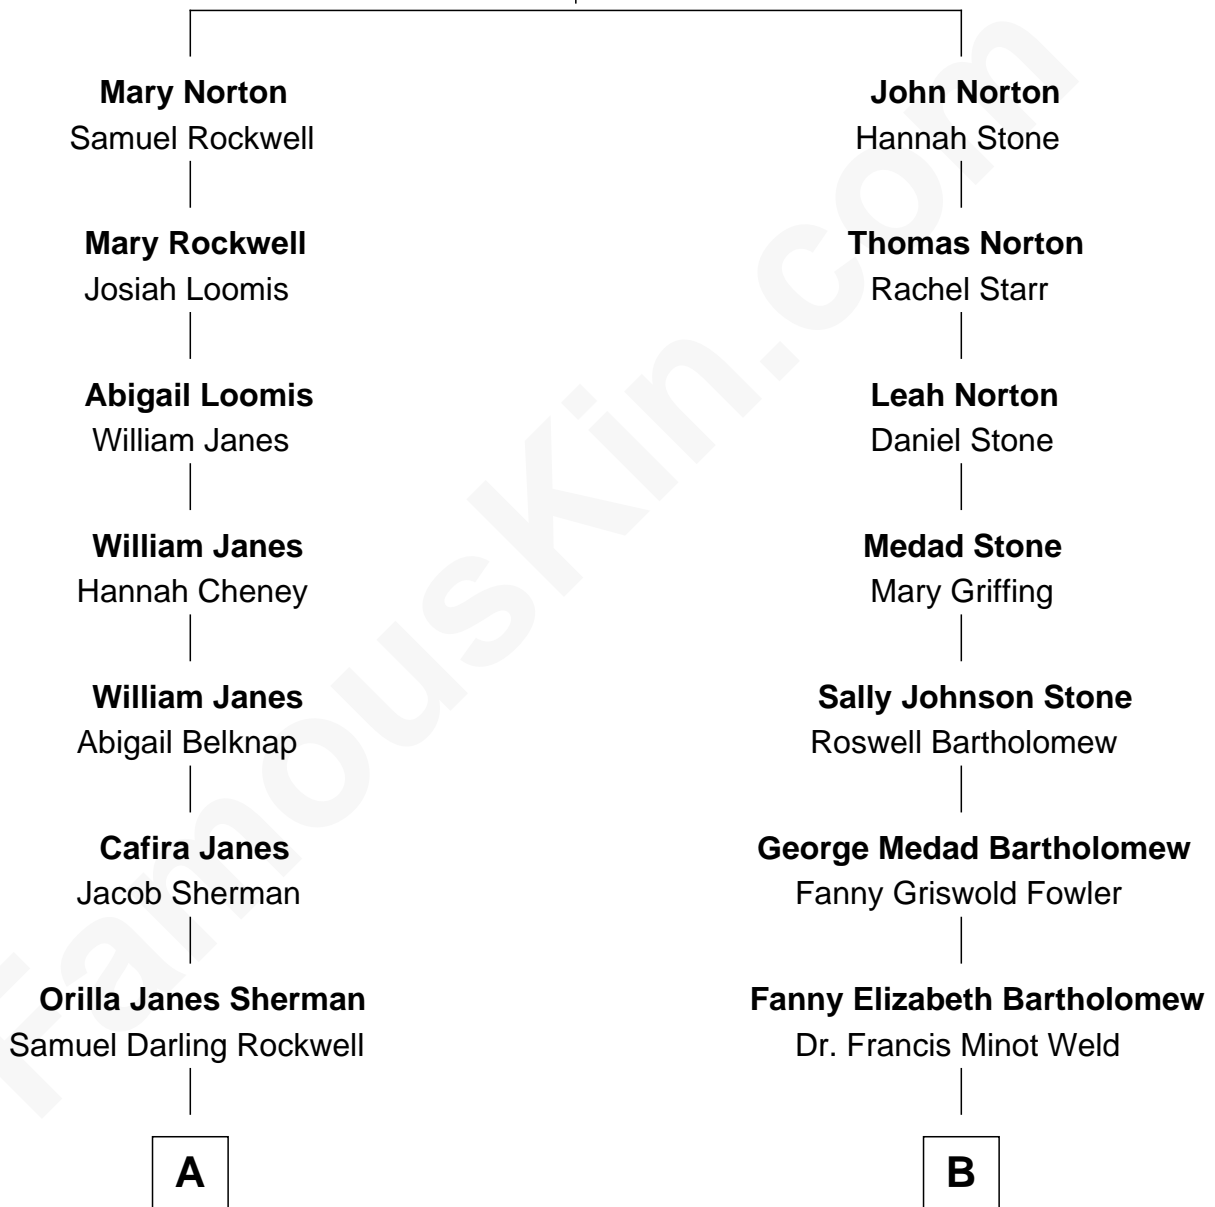 Mary Norton
Samuel Rockwell
John Norton
Hannah Stone
Mary Rockwell
Josiah Loomis
Thomas Norton
Rachel Starr
Abigail Loomis
William Janes
Leah Norton
Daniel Stone
William Janes
Hannah Cheney
Medad Stone
Mary Griffing
William Janes
Abigail Belknap
Sally Johnson Stone
Roswell Bartholomew
Cafira Janes
Jacob Sherman
George Medad Bartholomew
Fanny Griswold Fowler
Orilla Janes Sherman
Samuel Darling Rockwell
Fanny Elizabeth Bartholomew
Dr. Francis Minot Weld
A
B
FamousKin.com